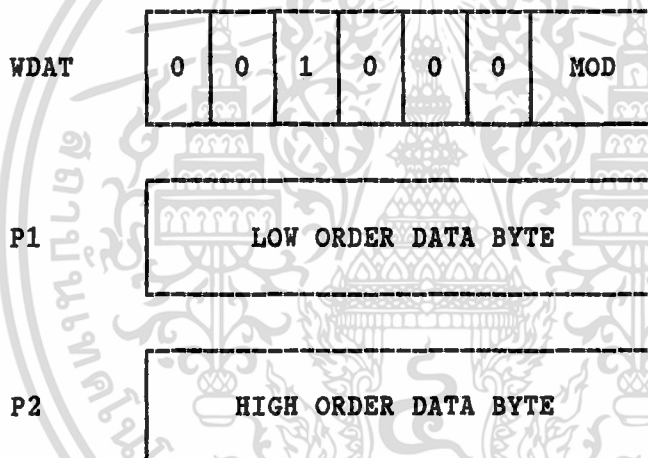 WDAT 0 0 1 0 0 0 MOD
P1 LOW ORDER DATA BYTE
P2 HIGH ORDER DATA BYTE